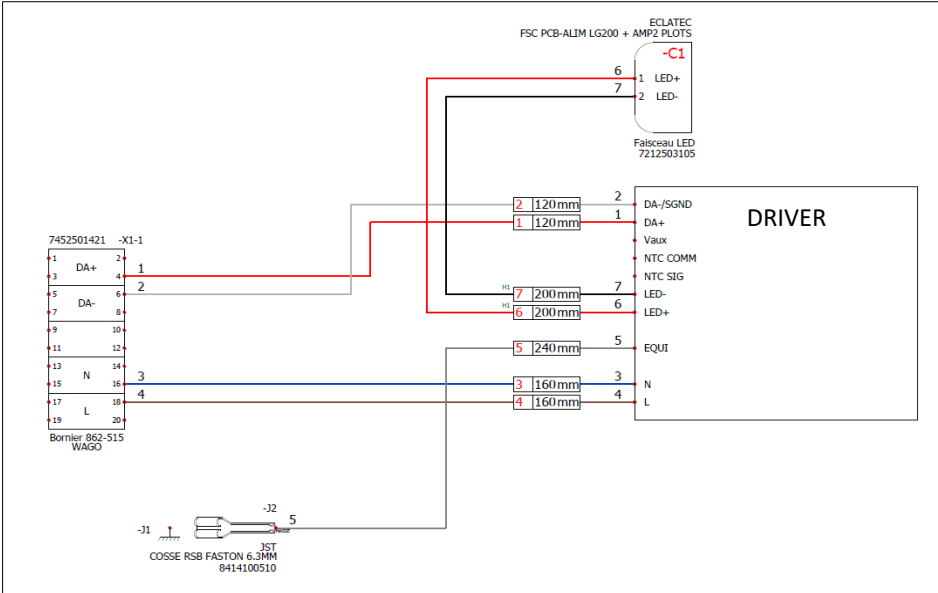 ECLATEC
FSC PCB-ALIM LG200 + AMP2 PLOTS
-C1
6
1 LED+
7
2 LED-
Faisceau LED
7212503105
DRIVER
2 120mm 2 DA-/SGND
1 120mm 1 DA+
Vaux
NTC COMM
NTC SIG
H1 7 200mm 7 LED-
H1 6 200mm 6 LED+
5 240mm 5 EQUI
3 160mm 3 N
4 160mm 4 L
7452501421 -X1-1
1 2
DA+
3 4 1
5 6 2
DA-
7 8
9 10
11 12
13 14
N
15 16 3
17 18 4
L
19 20
Bornier 862-515
WAGO
-J2
5
-J1
JST
COSSE RSB FASTON 6.3MM
8414100510